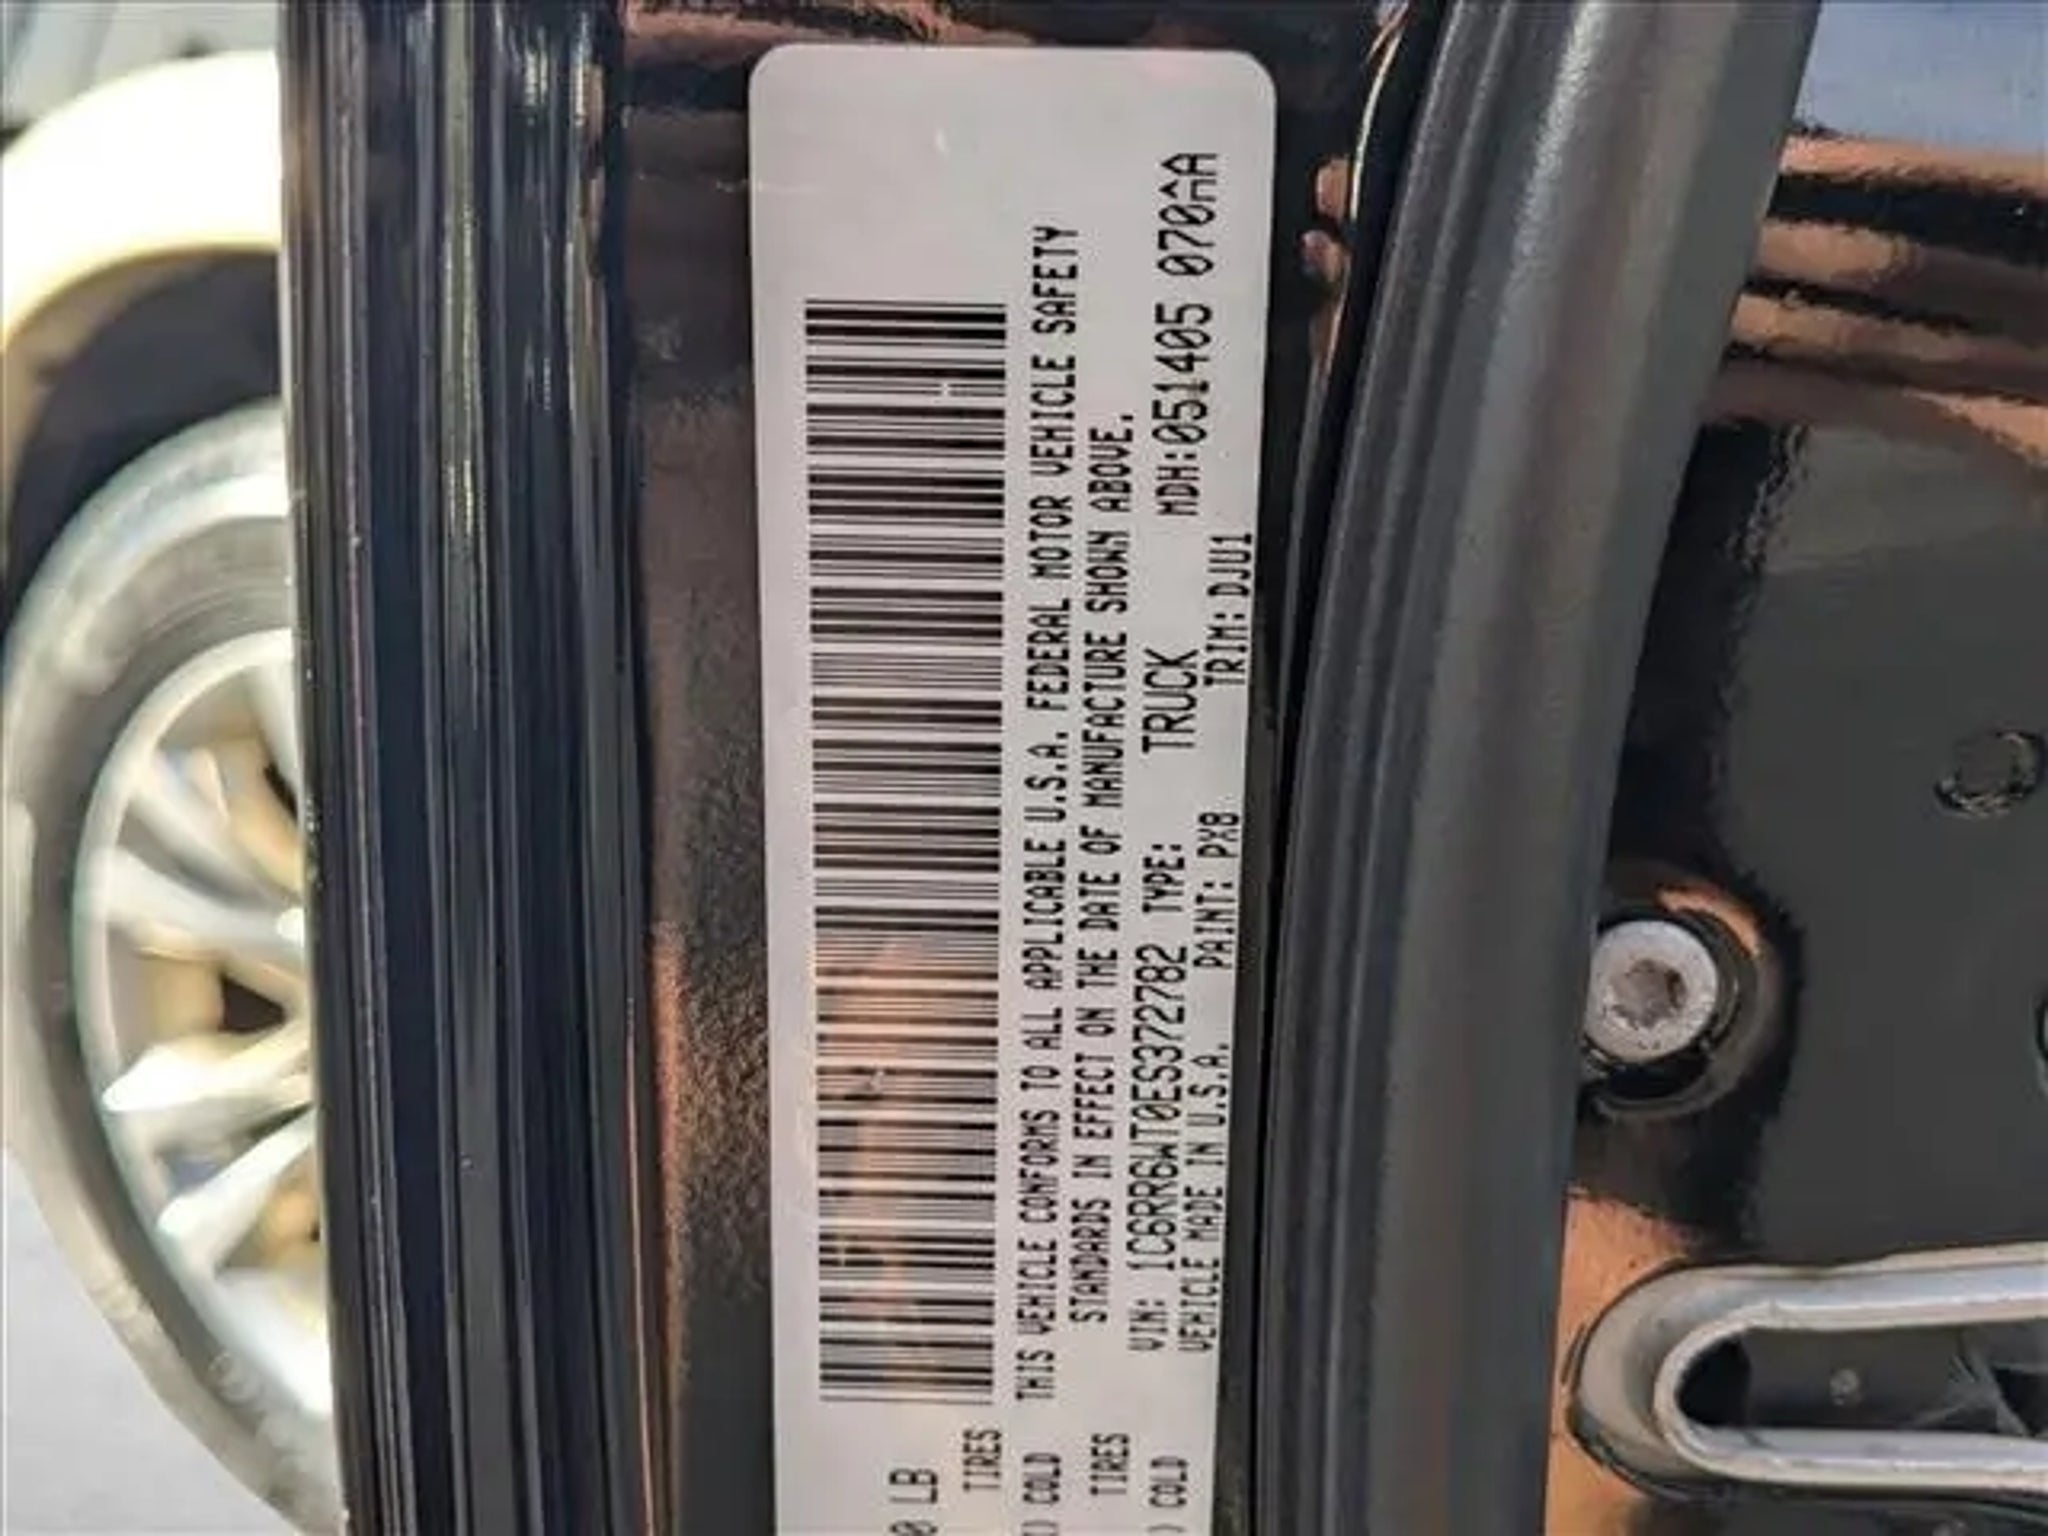 0 LB
TIRES
THIS VEHICLE CONFORMS TO ALL APPLICABLE U.S.A. FEDERAL MOTOR VEHICLE SAFETY
) COLD
STANDARDS IN EFFECT ON THE DATE OF MANUFACTURE SHOWN ABOVE.
TIRES
VIN: 1C6RR6WT0ES372782 TYPE: TRUCK MDH:051405 070AA
) COLD
VEHICLE MADE IN U.S.A. PAINT: PX8 TRIM: DJU1